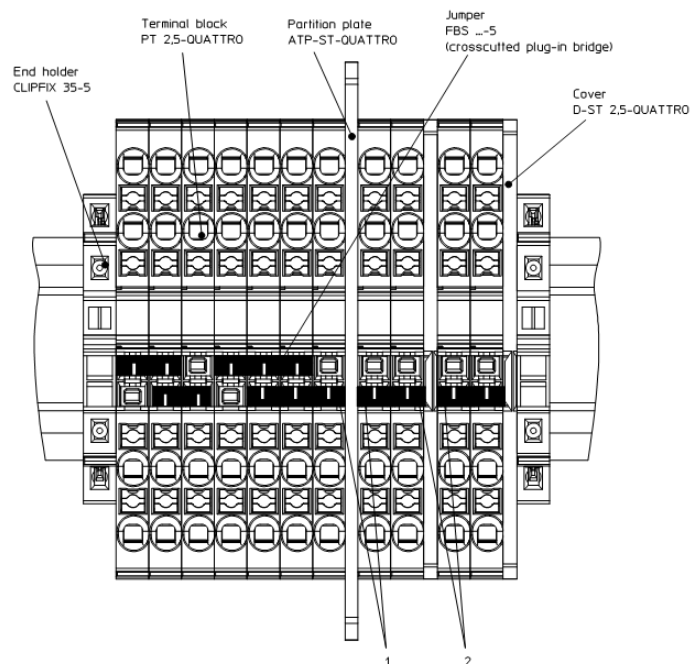 Terminal block
PT 2,5-QUATTRO
Partition plate
ATP-ST-QUATTRO
Jumper
FBS ...-5
(crosscutted plug-in bridge)
End holder
CLIPFIX 35-5
Cover
D-ST 2,5-QUATTRO
1
2